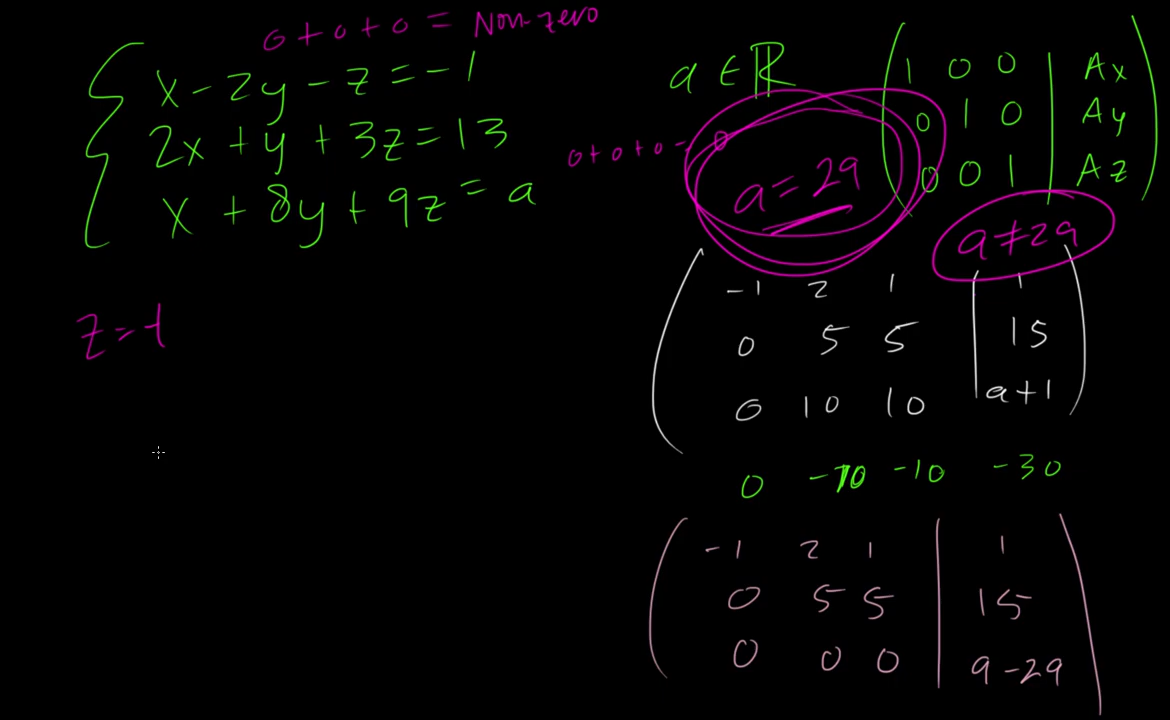 0 + 0 + 0 = Non-zero
x - 2y - z = -1
2x + y + 3z = 13
x + 8y + 9z = a
a ∈ ℝ
1 0 0 | Ax
0 1 0 | Ay
0 0 1 | Az
0 + 0 + 0 = 0
a = 29
a ≠ 29
z = t
-1 2 1 | 1
0 5 5 | 15
0 10 10 | a+1
0 -10 -10 -30
-1 2 1 | 1
0 5 5 | 15
0 0 0 | a-29